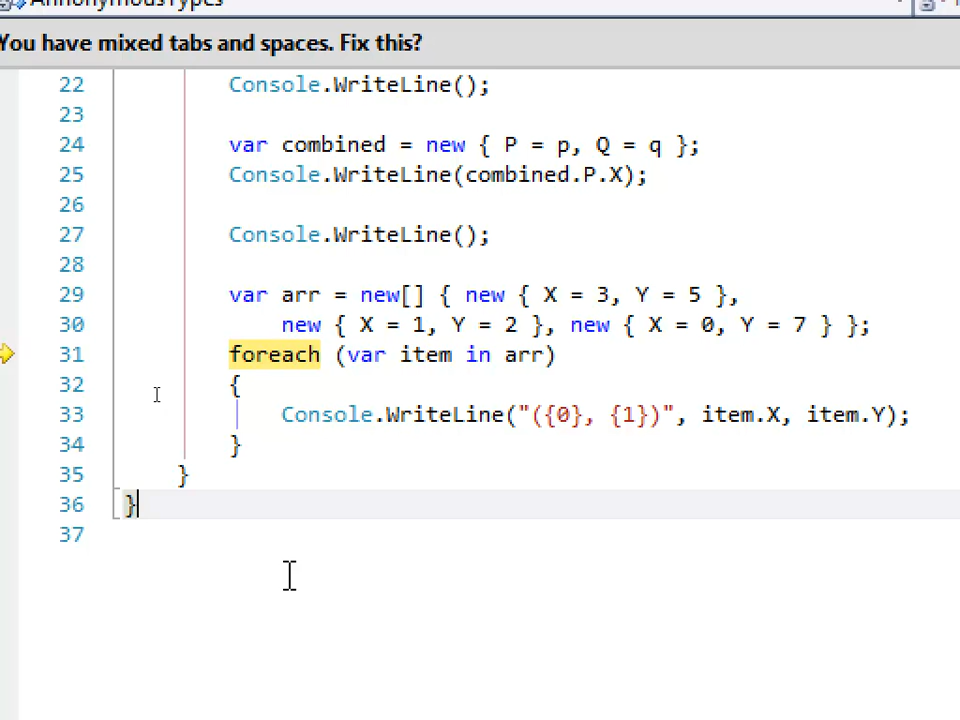 AnnonymousTypes
You have mixed tabs and spaces. Fix this?
22 Console.WriteLine();
23
24 var combined = new { P = p, Q = q };
25 Console.WriteLine(combined.P.X);
26
27 Console.WriteLine();
28
29 var arr = new[] { new { X = 3, Y = 5 },
30 new { X = 1, Y = 2 }, new { X = 0, Y = 7 } };
31 foreach (var item in arr)
32 {
33 Console.WriteLine("({0}, {1})", item.X, item.Y);
34 }
35 }
36 }
37